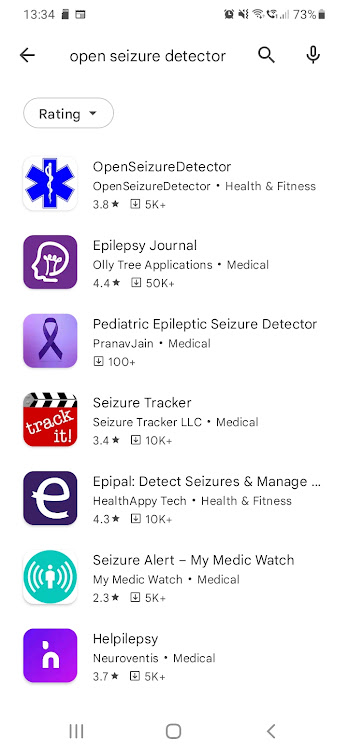 13:34 73%
open seizure detector
Rating
OpenSeizureDetector
OpenSeizureDetector • Health & Fitness
3.8★ 5K+
Epilepsy Journal
Olly Tree Applications • Medical
4.4★ 50K+
Pediatric Epileptic Seizure Detector
PranavJain • Medical
100+
track it!
Seizure Tracker
Seizure Tracker LLC • Medical
3.4★ 10K+
e
Epipal: Detect Seizures & Manage ...
HealthAppy Tech • Health & Fitness
4.3★ 10K+
Seizure Alert – My Medic Watch
My Medic Watch • Medical
2.3★ 5K+
Helpilepsy
Neuroventis • Medical
3.7★ 5K+